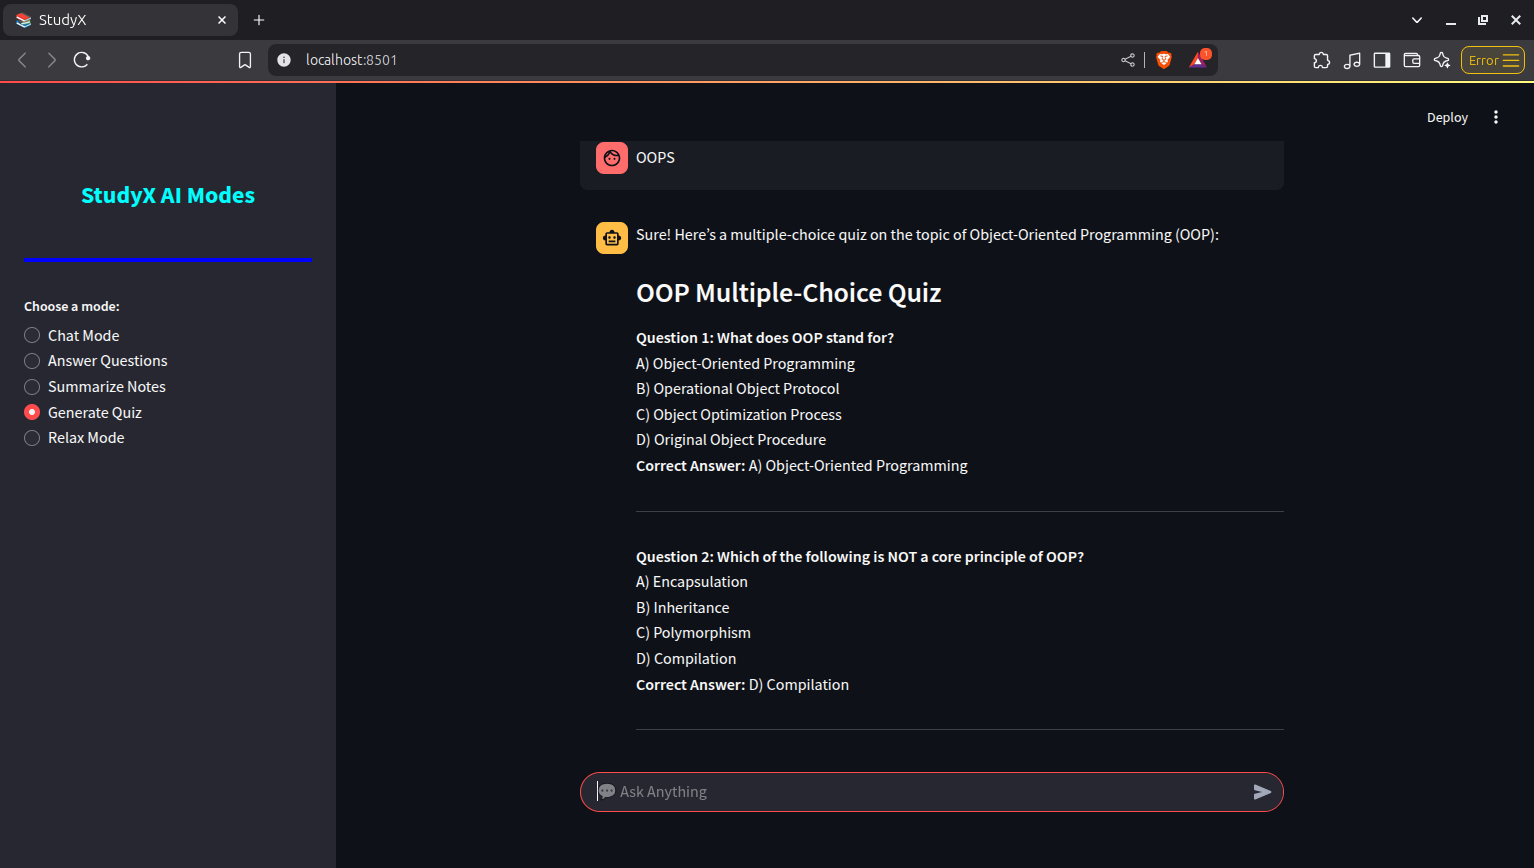 StudyX
localhost:8501
1
Error
Deploy
StudyX AI Modes
Choose a mode:
Chat Mode
Answer Questions
Summarize Notes
Generate Quiz
Relax Mode
OOPS
Sure! Here’s a multiple-choice quiz on the topic of Object-Oriented Programming (OOP):
OOP Multiple-Choice Quiz
Question 1: What does OOP stand for?
A) Object-Oriented Programming
B) Operational Object Protocol
C) Object Optimization Process
D) Original Object Procedure
Correct Answer: A) Object-Oriented Programming
Question 2: Which of the following is NOT a core principle of OOP?
A) Encapsulation
B) Inheritance
C) Polymorphism
D) Compilation
Correct Answer: D) Compilation
💬 Ask Anything